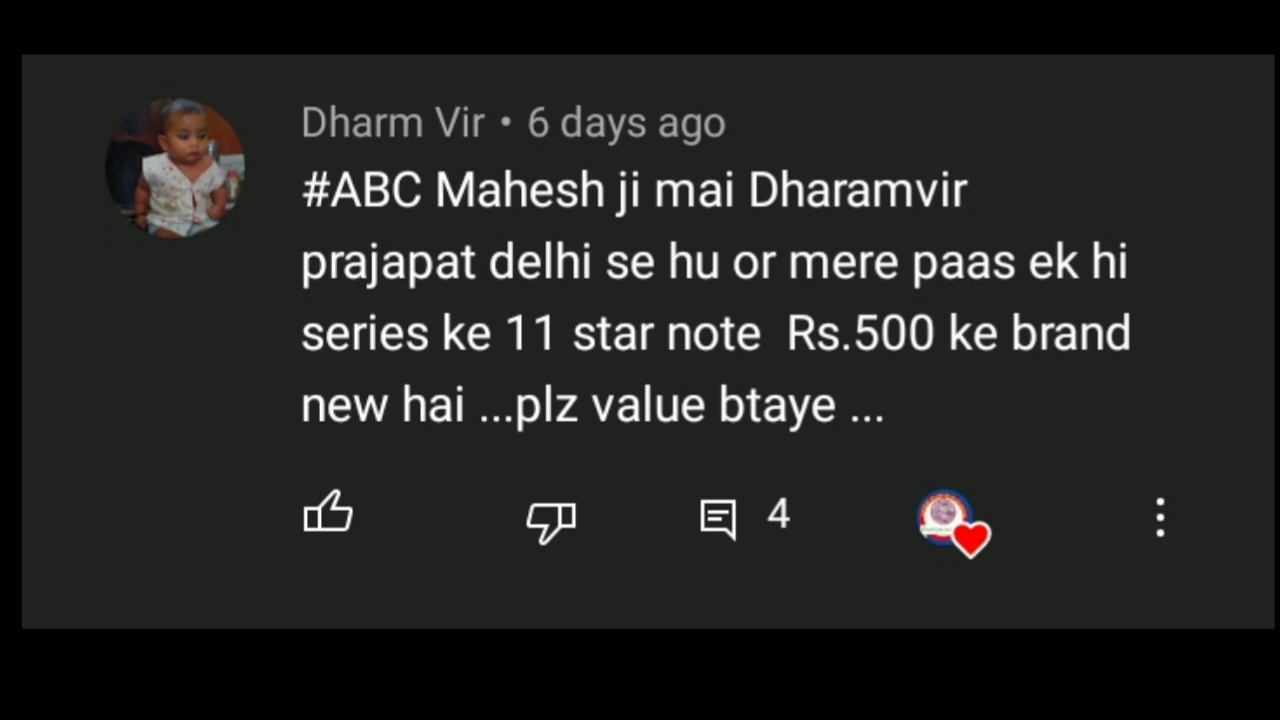 Dharm Vir • 6 days ago
#ABC Mahesh ji mai Dharamvir
prajapat delhi se hu or mere paas ek hi
series ke 11 star note  Rs.500 ke brand
new hai ...plz value btaye ...
4